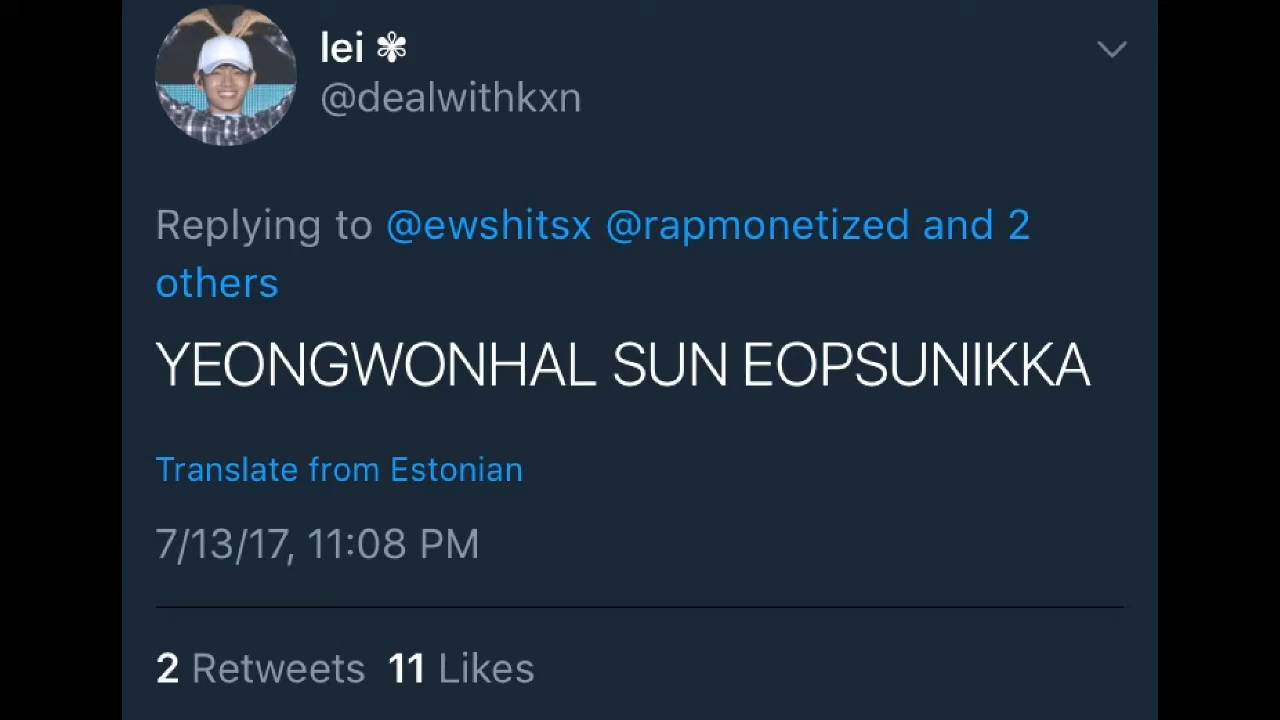 lei ✽
@dealwithkxn
Replying to @ewshitsx @rapmonetized and 2
others
YEONGWONHAL SUN EOPSUNIKKA
Translate from Estonian
7/13/17, 11:08 PM
2 Retweets 11 Likes